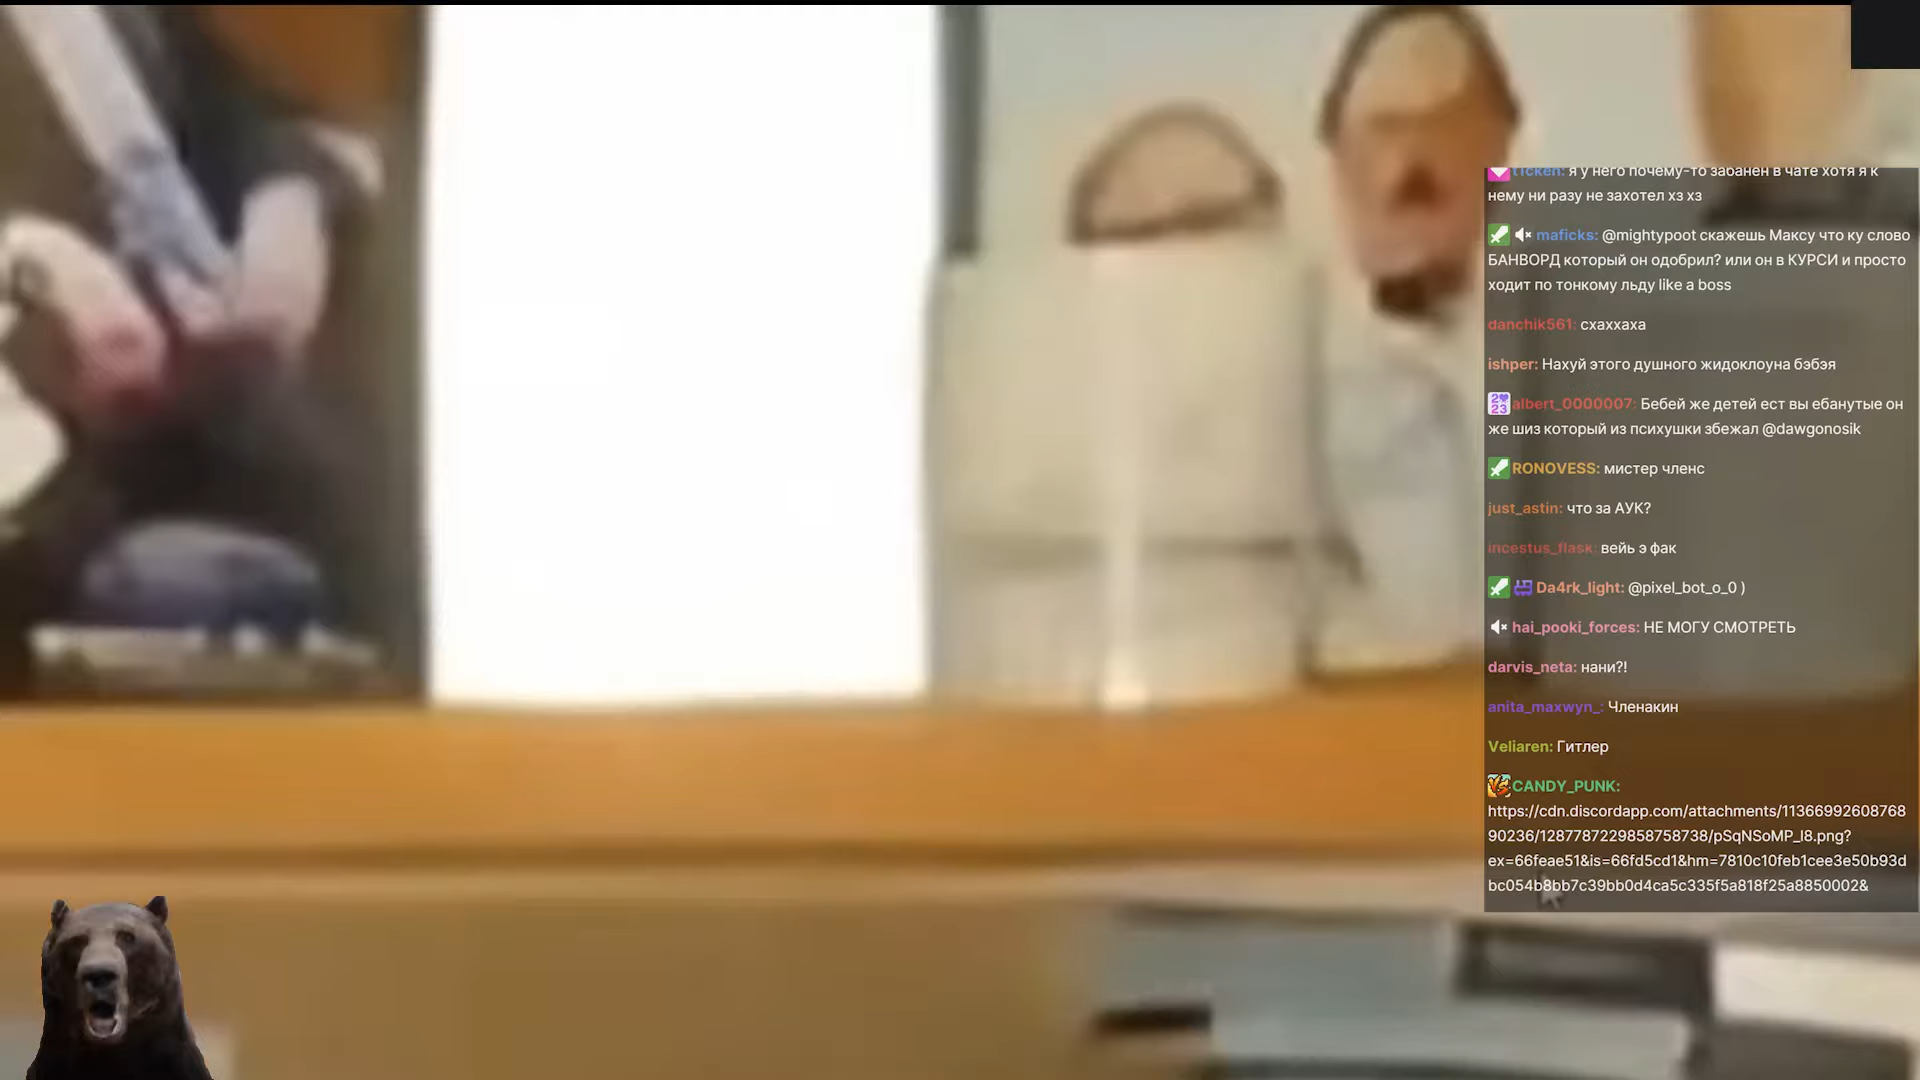 t1cken: я у него почему-то забанен в чате хотя я к
нему ни разу не захотел хз хз
maficks: @mightypoot скажешь Максу что ку слово
БАНВОРД который он одобрил? или он в КУРСИ и просто
ходит по тонкому льду like a boss
danchik561: схаххаха
ishper: Нахуй этого душного жидоклоуна бэбэя
albert_0000007: Бебей же детей ест вы ебанутые он
же шиз который из психушки збежал @dawgonosik
RONOVESS: мистер членс
just_astin: что за АУК?
incestus_flask: вейь э фак
Da4rk_light: @pixel_bot_o_0 )
hai_pooki_forces: НЕ МОГУ СМОТРЕТЬ
darvis_neta: нани?!
anita_maxwyn_: Членакин
Veliaren: Гитлер
CANDY_PUNK:
https://cdn.discordapp.com/attachments/11366992608768
90236/1287787229858758738/pSqNSoMP_I8.png?
ex=66feae51&is=66fd5cd1&hm=7810c10feb1cee3e50b93d
bc054b8bb7c39bb0d4ca5c335f5a818f25a8850002&